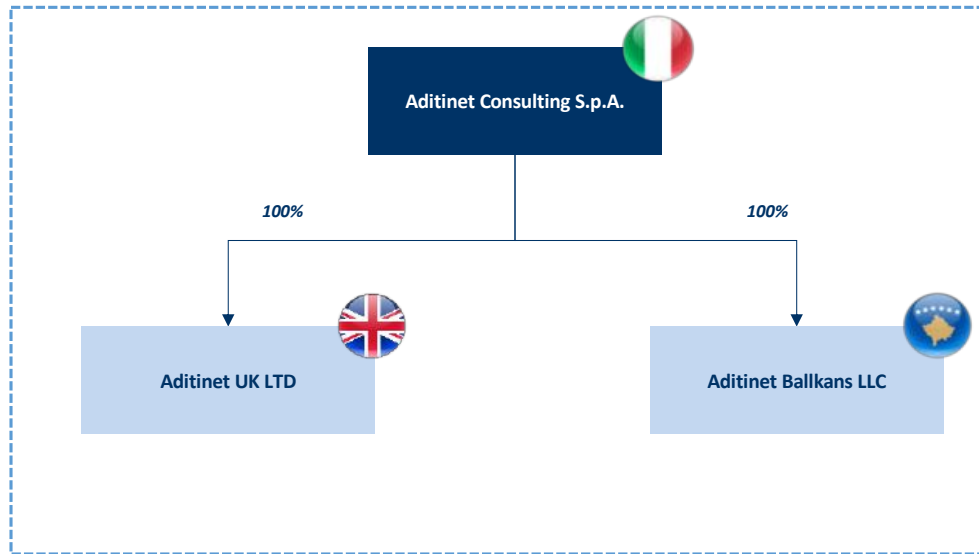 Aditinet Consulting S.p.A.
100%
100%
Aditinet UK LTD
Aditinet Ballkans LLC